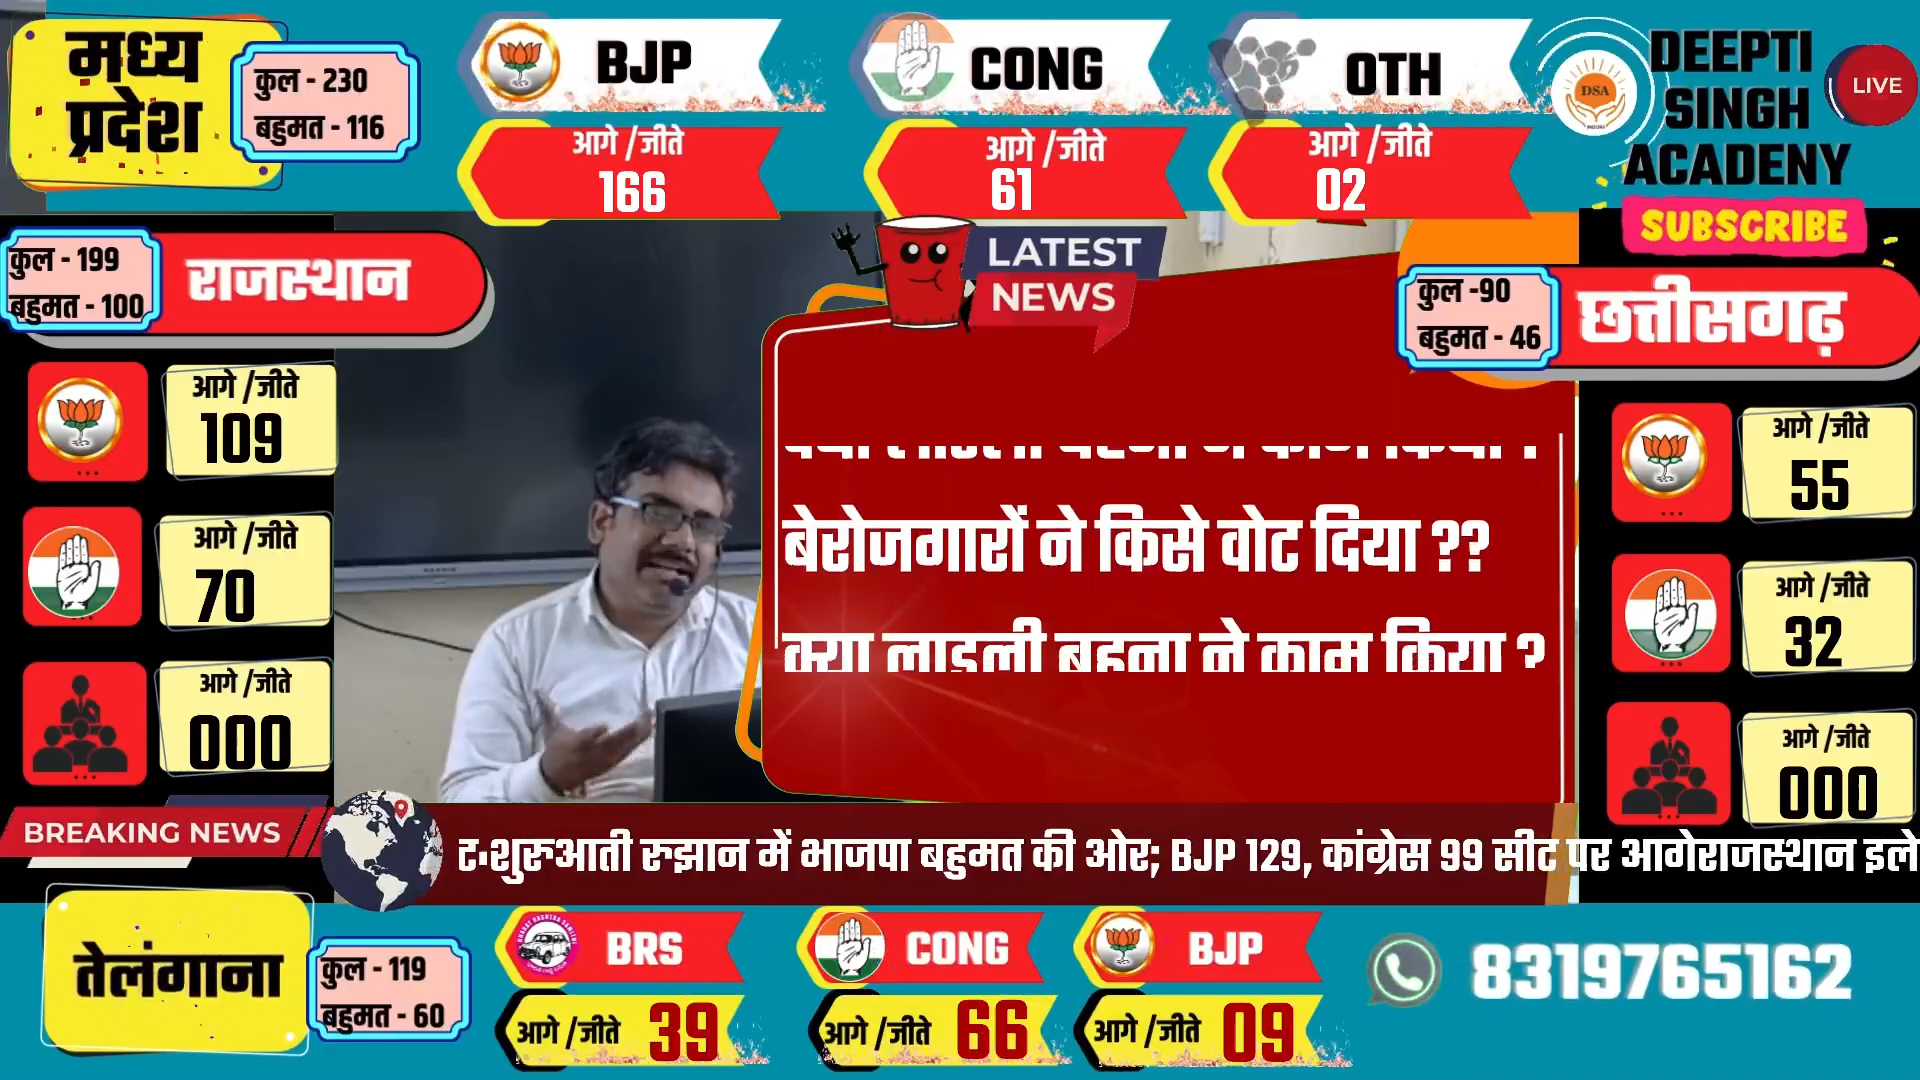 मध्य
प्रदेश
कुल - 230
बहुमत - 116
BJP
आगे /जीते
166
CONG
आगे /जीते
61
OTH
आगे /जीते
02
DSA
DEEPTI
SINGH
ACADENY
LIVE
SUBSCRIBE
कुल - 199
बहुमत - 100
राजस्थान
आगे /जीते
109
आगे /जीते
70
आगे /जीते
000
LATEST
NEWS
बेरोजगारों ने किसे वोट दिया ??
क्या लाडली बहना ने काम किया ?
कुल -90
बहुमत - 46
छत्तीसगढ़
आगे /जीते
55
आगे /जीते
32
आगे /जीते
000
BREAKING NEWS
ट:शुरुआती रुझान में भाजपा बहुमत की ओर; BJP 129, कांग्रेस 99 सीट पर आगेराजस्थान इले
तेलंगाना
कुल - 119
बहुमत - 60
BRS
आगे /जीते 39
CONG
आगे /जीते 66
BJP
आगे /जीते 09
8319765162